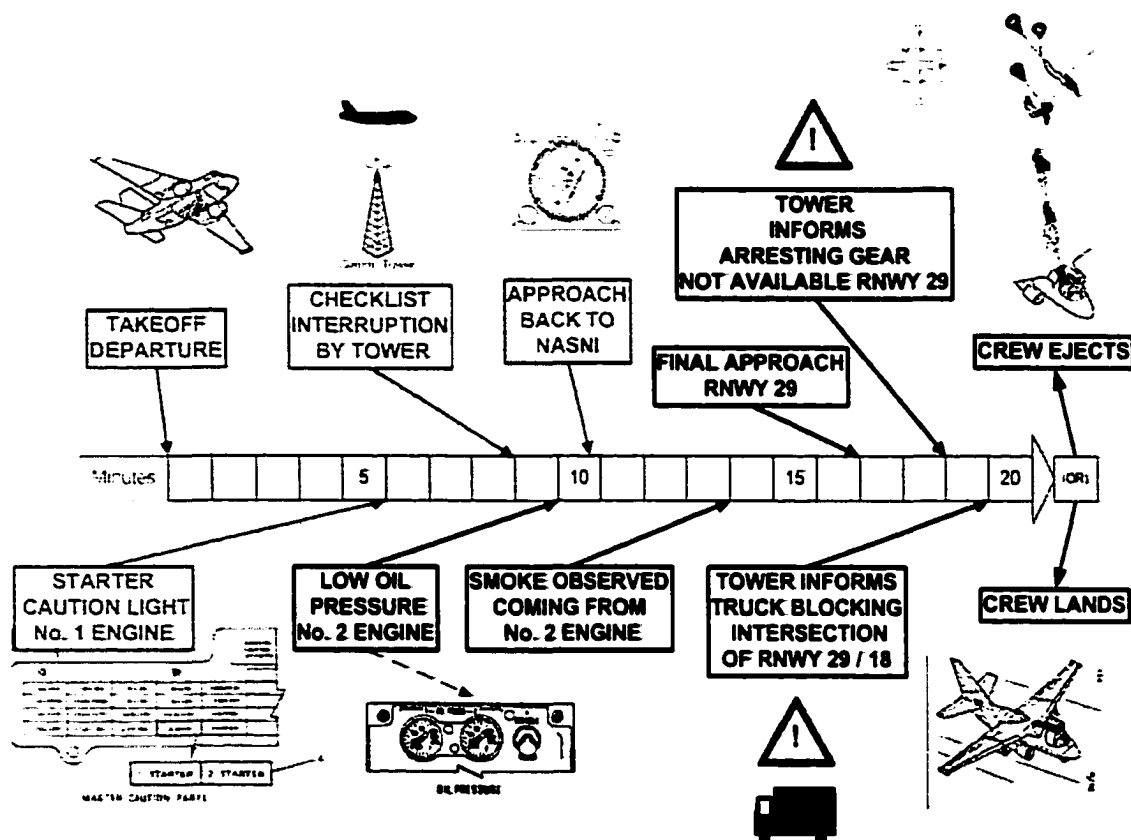 TOWER
INFORMS
ARRESTING GEAR
NOT AVAILABLE RNWY 29
TAKEOFF
DEPARTURE
CHECKLIST
INTERRUPTION
BY TOWER
APPROACH
BACK TO
NASNI
FINAL APPROACH
RNWY 29
CREW EJECTS
Minutes
5
10
15
20
STARTER
CAUTION LIGHT
No. 1 ENGINE
LOW OIL
PRESSURE
No. 2 ENGINE
SMOKE OBSERVED
COMING FROM
No. 2 ENGINE
TOWER INFORMS
TRUCK BLOCKING
INTERSECTION
OF RNWY 29 / 18
CREW LANDS
STARTER 2 STARTER
MASTER CAUTION PANEL
OIL PRESSURE